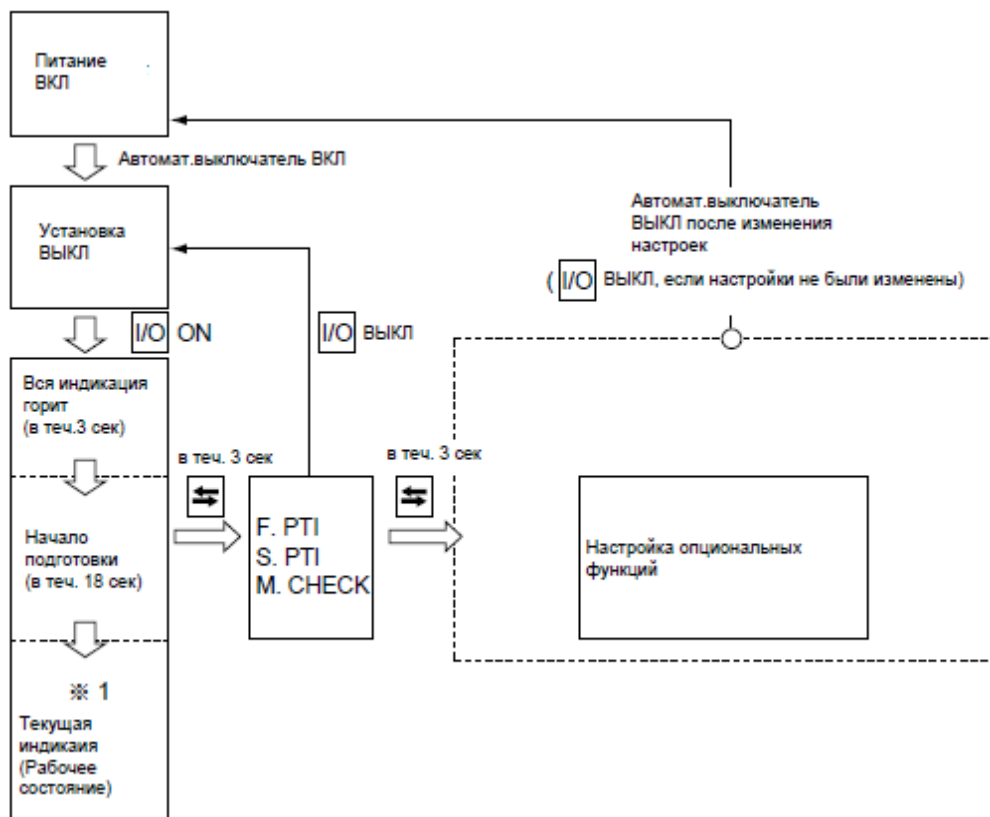 Питание
ВКЛ
Автомат.выключатель ВКЛ
Установка
ВЫКЛ
Автомат.выключатель
ВЫКЛ после изменения
настроек
( I/O ВЫКЛ, если настройки не были изменены)
I/O ON
I/O ВЫКЛ
Вся индикация
горит
(в теч.3 сек)
в теч. 3 сек
в теч. 3 сек
Начало
подготовки
(в теч. 18 сек)
F. PTI
S. PTI
M. CHECK
Настройка опциональных
функций
※ 1
Текущая
индикаия
(Рабочее
состояние)